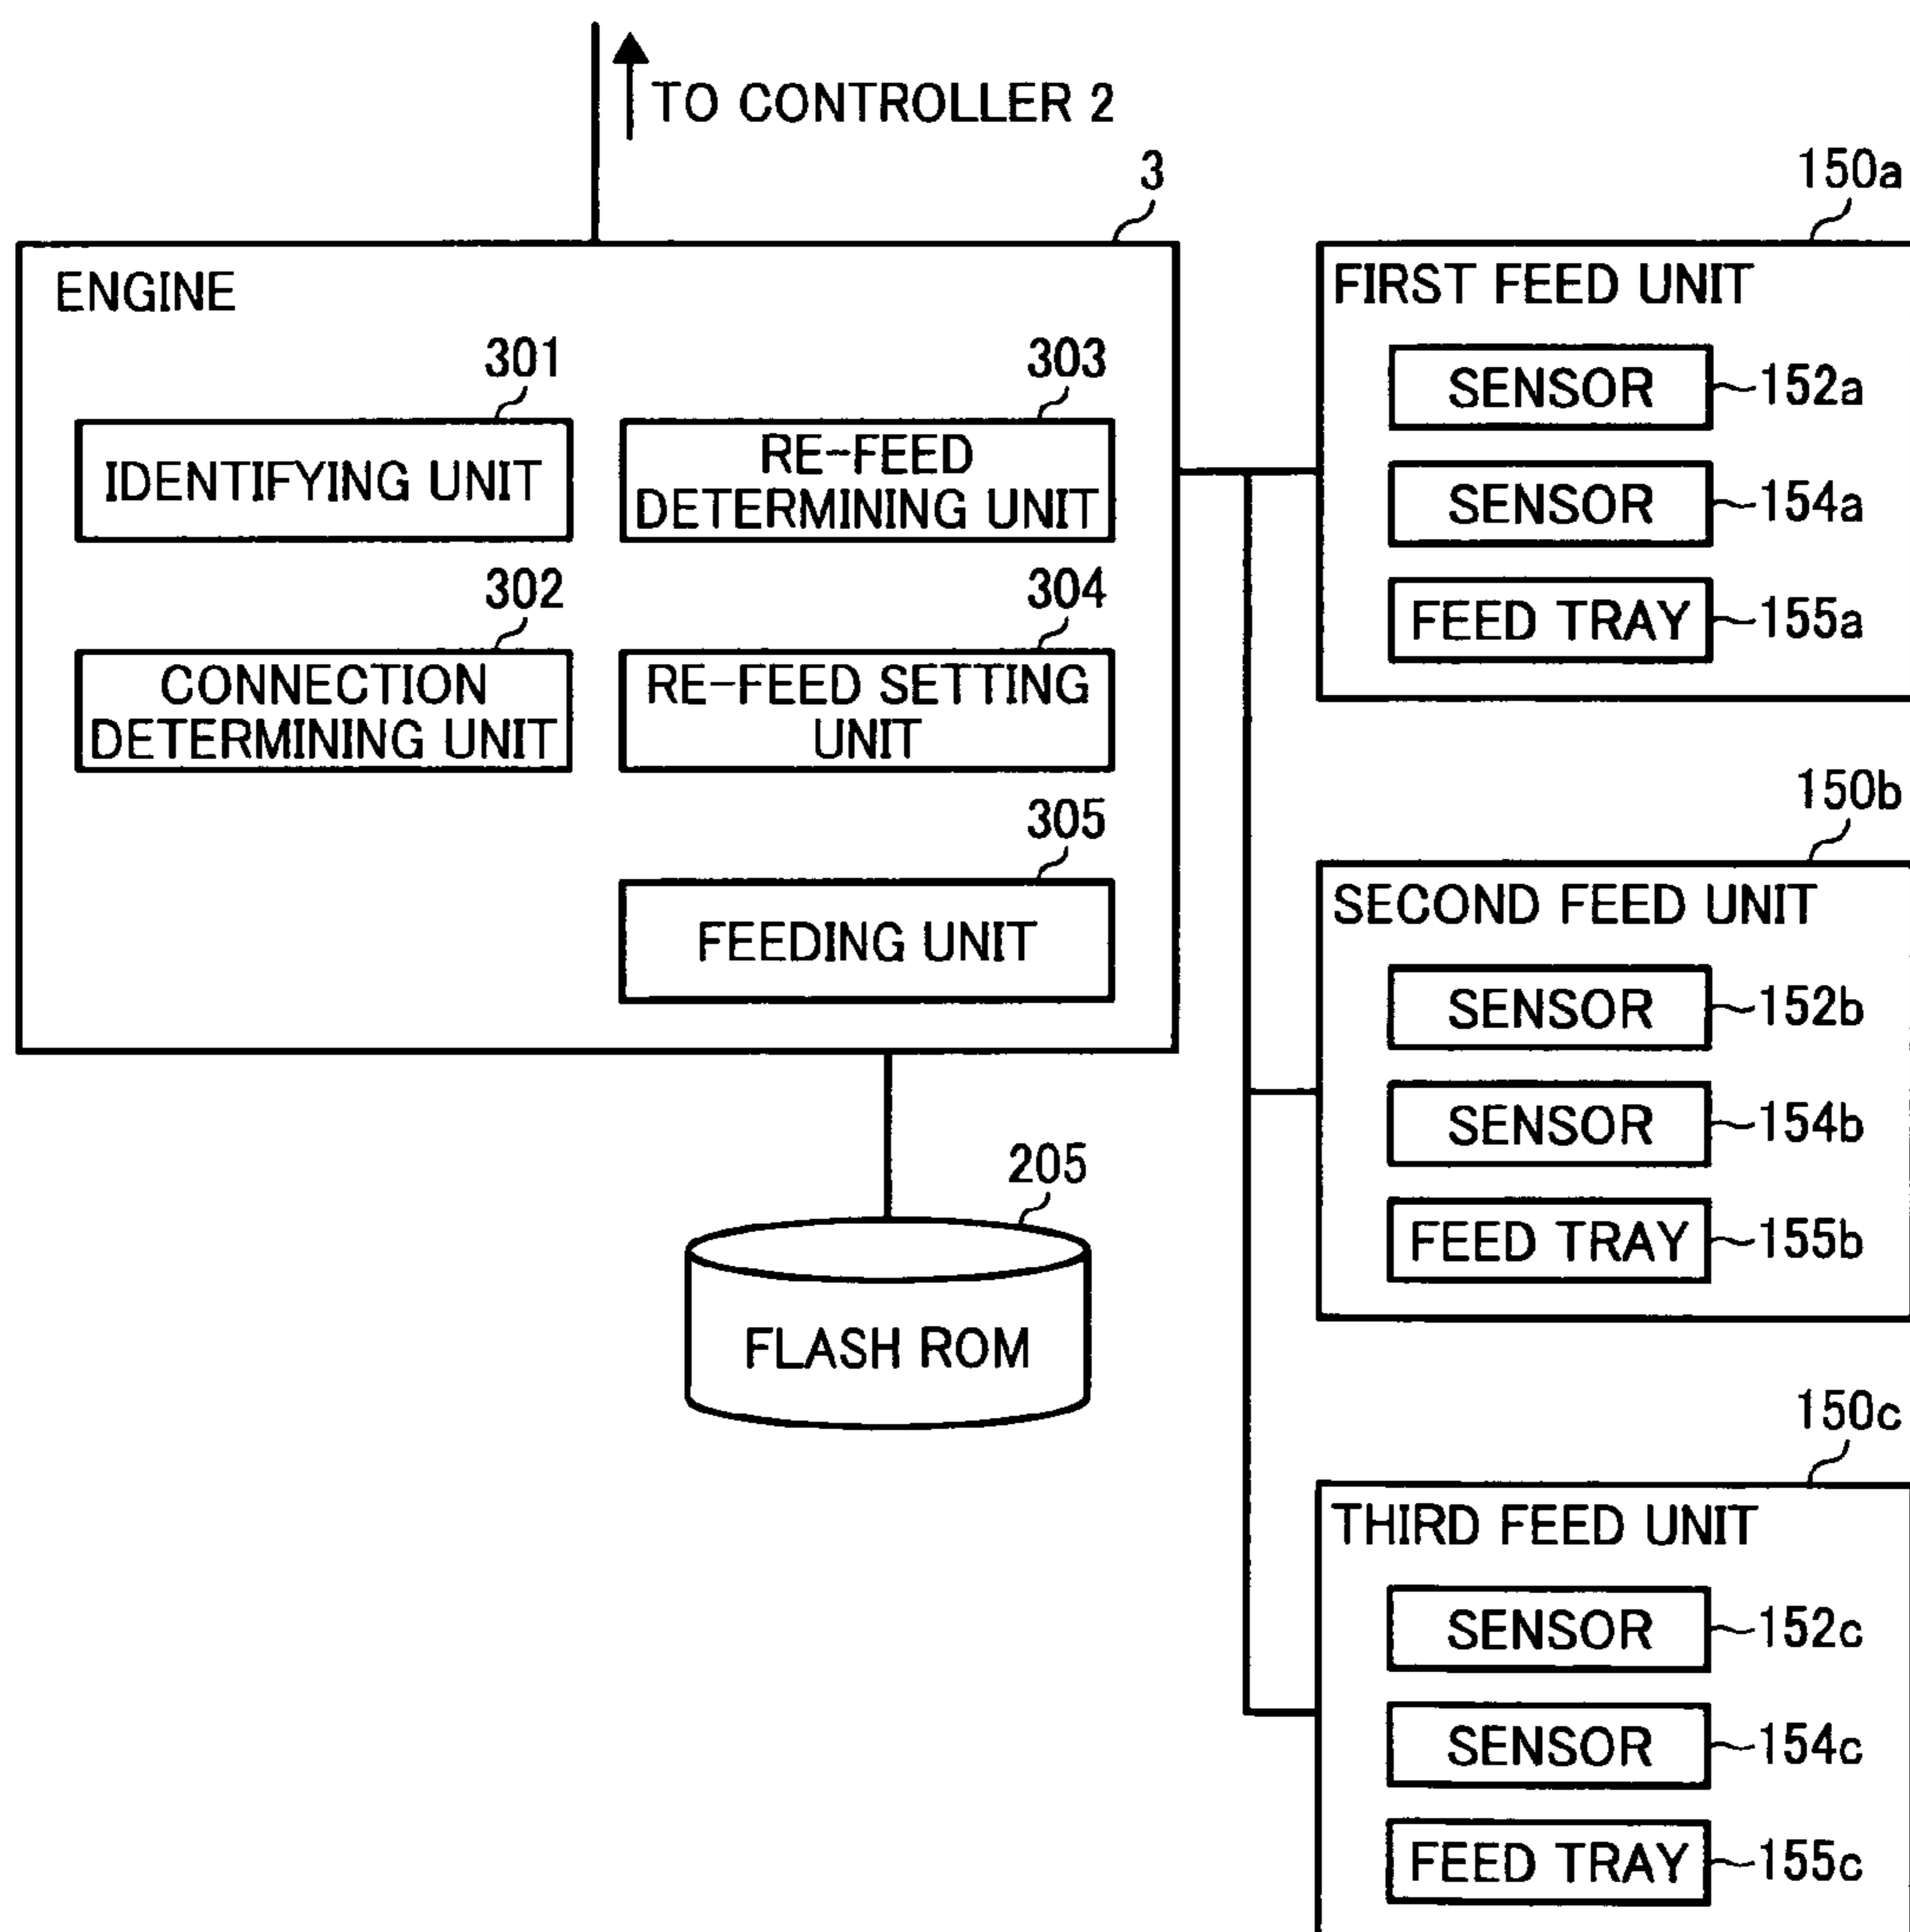 TO CONTROLLER 2
3
ENGINE
301
IDENTIFYING UNIT
303
RE-FEED
DETERMINING UNIT
302
CONNECTION
DETERMINING UNIT
304
RE-FEED SETTING
UNIT
305
FEEDING UNIT
205
FLASH ROM
150a
FIRST FEED UNIT
SENSOR 152a
SENSOR 154a
FEED TRAY 155a
150b
SECOND FEED UNIT
SENSOR 152b
SENSOR 154b
FEED TRAY 155b
150c
THIRD FEED UNIT
SENSOR 152c
SENSOR 154c
FEED TRAY 155c